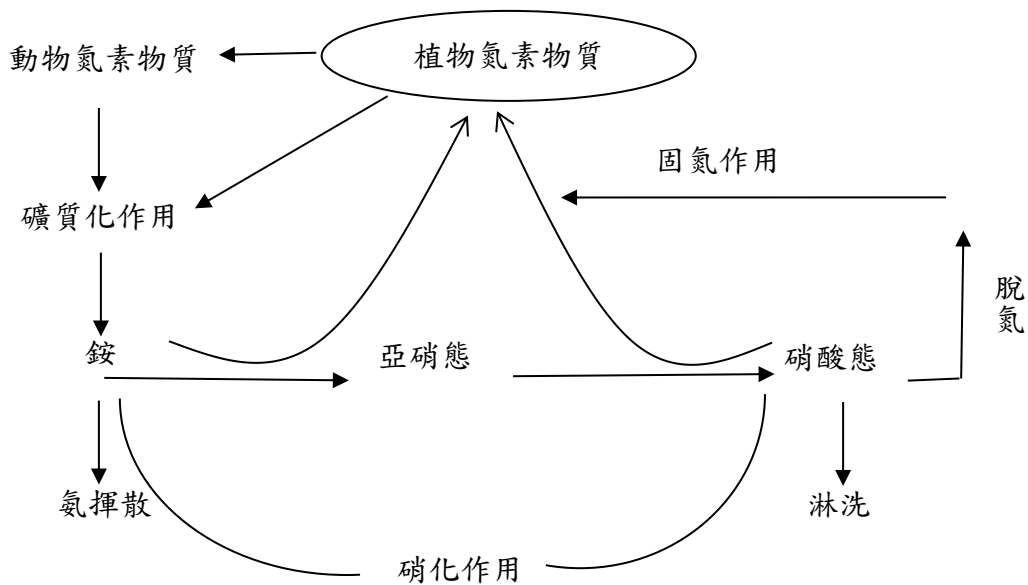 動物氮素物質
植物氮素物質
固氮作用
礦質化作用
脫氮
銨
亞硝態
硝酸態
氨揮散
淋洗
硝化作用